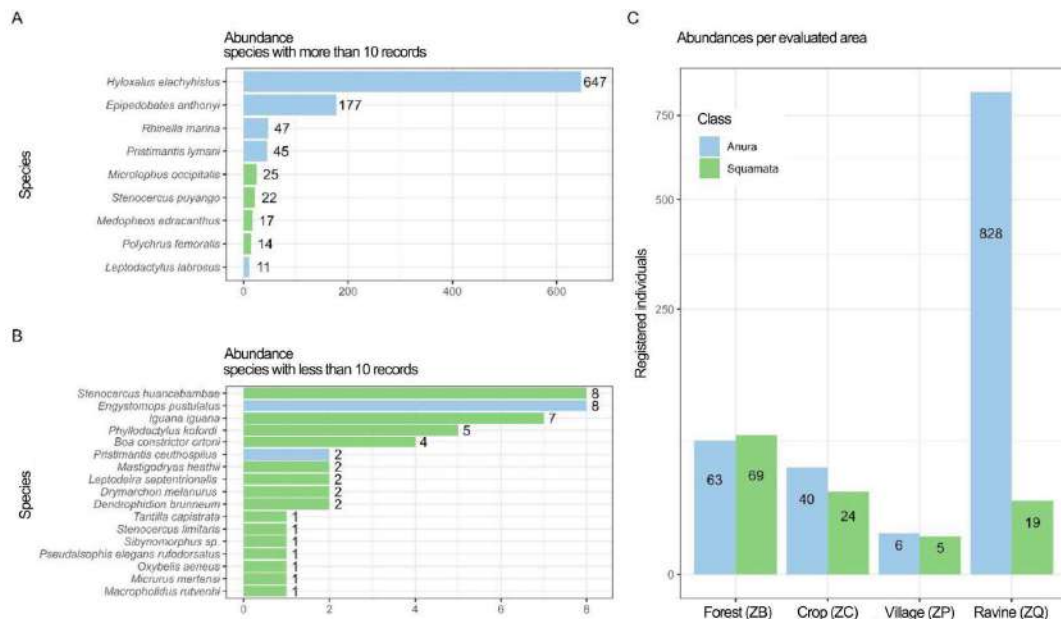 A
Abundance
species with more than 10 records
Species
Hyloxalus elachyhistus 647
Epipedobates anthonyi 177
Rhinella marina 47
Pristimantis lymani 45
Microlophus occipitalis 25
Stenocercus puyango 22
Medopheos edracanthus 17
Polychrus femoralis 14
Leptodactylus labrosus 11
0 200 400 600
B
Abundance
species with less than 10 records
Species
Stenocercus huancabambae 8
Engystomops pustulatus 8
Iguana iguana 7
Phyllodactylus kofordi 5
Boa constrictor ortonii 4
Pristimantis ceuthospilus 2
Mastigodryas heathii 2
Leptodeira septentrionalis 2
Drymarchon melanurus 2
Dendrophidion brunneum 2
Tantilla capistrata 1
Stenocercus limitaris 1
Sibynomorphus sp. 1
Pseudalsophis elegans rufodorsatus 1
Oxybelis aeneus 1
Micrurus mertensi 1
Macropholidus ruthveni 1
0 2 4 6 8
C
Abundances per evaluated area
Registered individuals
750
500
250
0
Class
Anura
Squamata
63 69 40 24 6 5 828 19
Forest (ZB) Crop (ZC) Village (ZP) Ravine (ZQ)